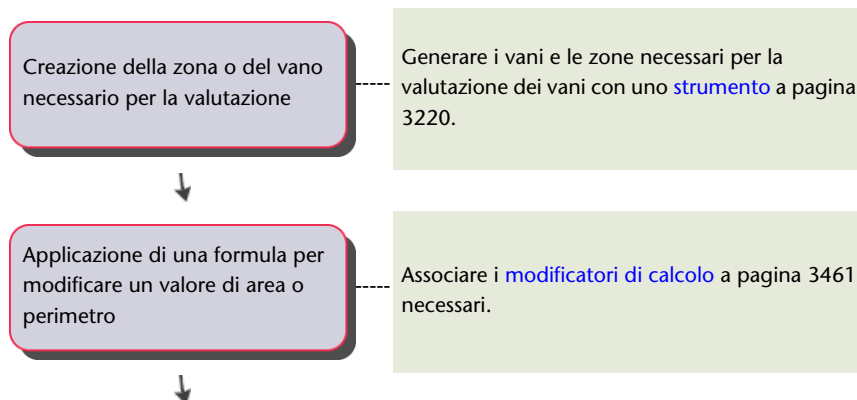 Creazione della zona o del vano
necessario per la valutazione
Generare i vani e le zone necessari per la
valutazione dei vani con uno strumento a pagina
3220.
Applicazione di una formula per
modificare un valore di area o
perimetro
Associare i modificatori di calcolo a pagina 3461
necessari.